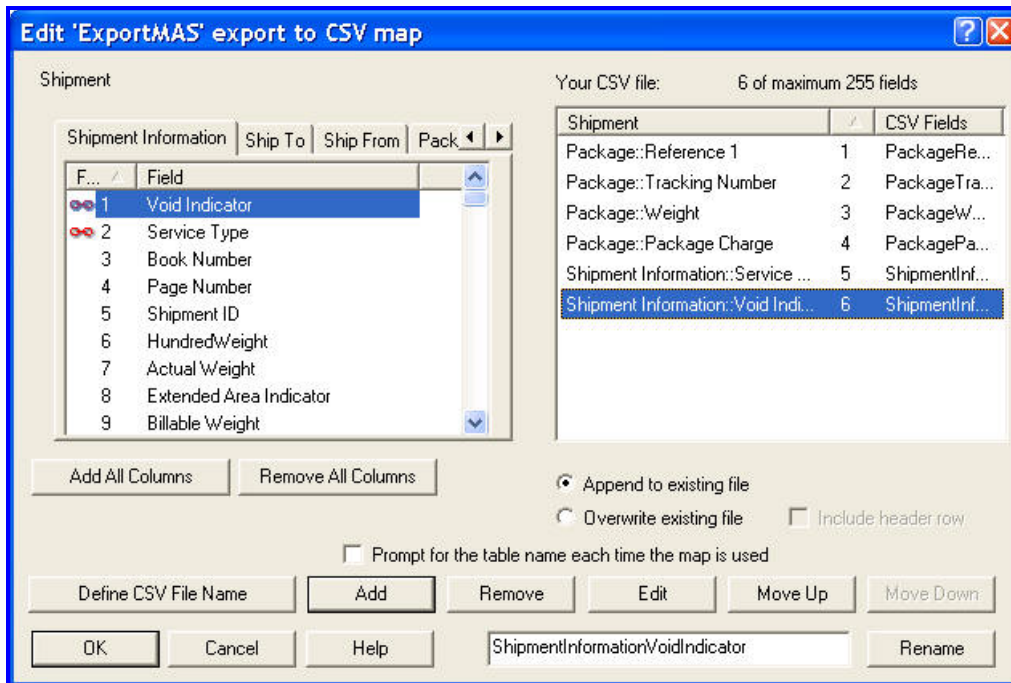 Edit 'ExportMAS' export to CSV map
Shipment
Your CSV file: 6 of maximum 255 fields
Shipment Information Ship To Ship From Pack
F... Field
1 Void Indicator
2 Service Type
3 Book Number
4 Page Number
5 Shipment ID
6 HundredWeight
7 Actual Weight
8 Extended Area Indicator
9 Billable Weight
Shipment CSV Fields
Package::Reference 1 1 PackageRe...
Package::Tracking Number 2 PackageTra...
Package::Weight 3 PackageW...
Package::Package Charge 4 PackagePa...
Shipment Information::Service ... 5 ShipmentInf...
Shipment Information::Void Indi... 6 ShipmentInf...
Add All Columns Remove All Columns
Append to existing file
Overwrite existing file Include header row
Prompt for the table name each time the map is used
Define CSV File Name Add Remove Edit Move Up Move Down
OK Cancel Help ShipmentInformationVoidIndicator Rename